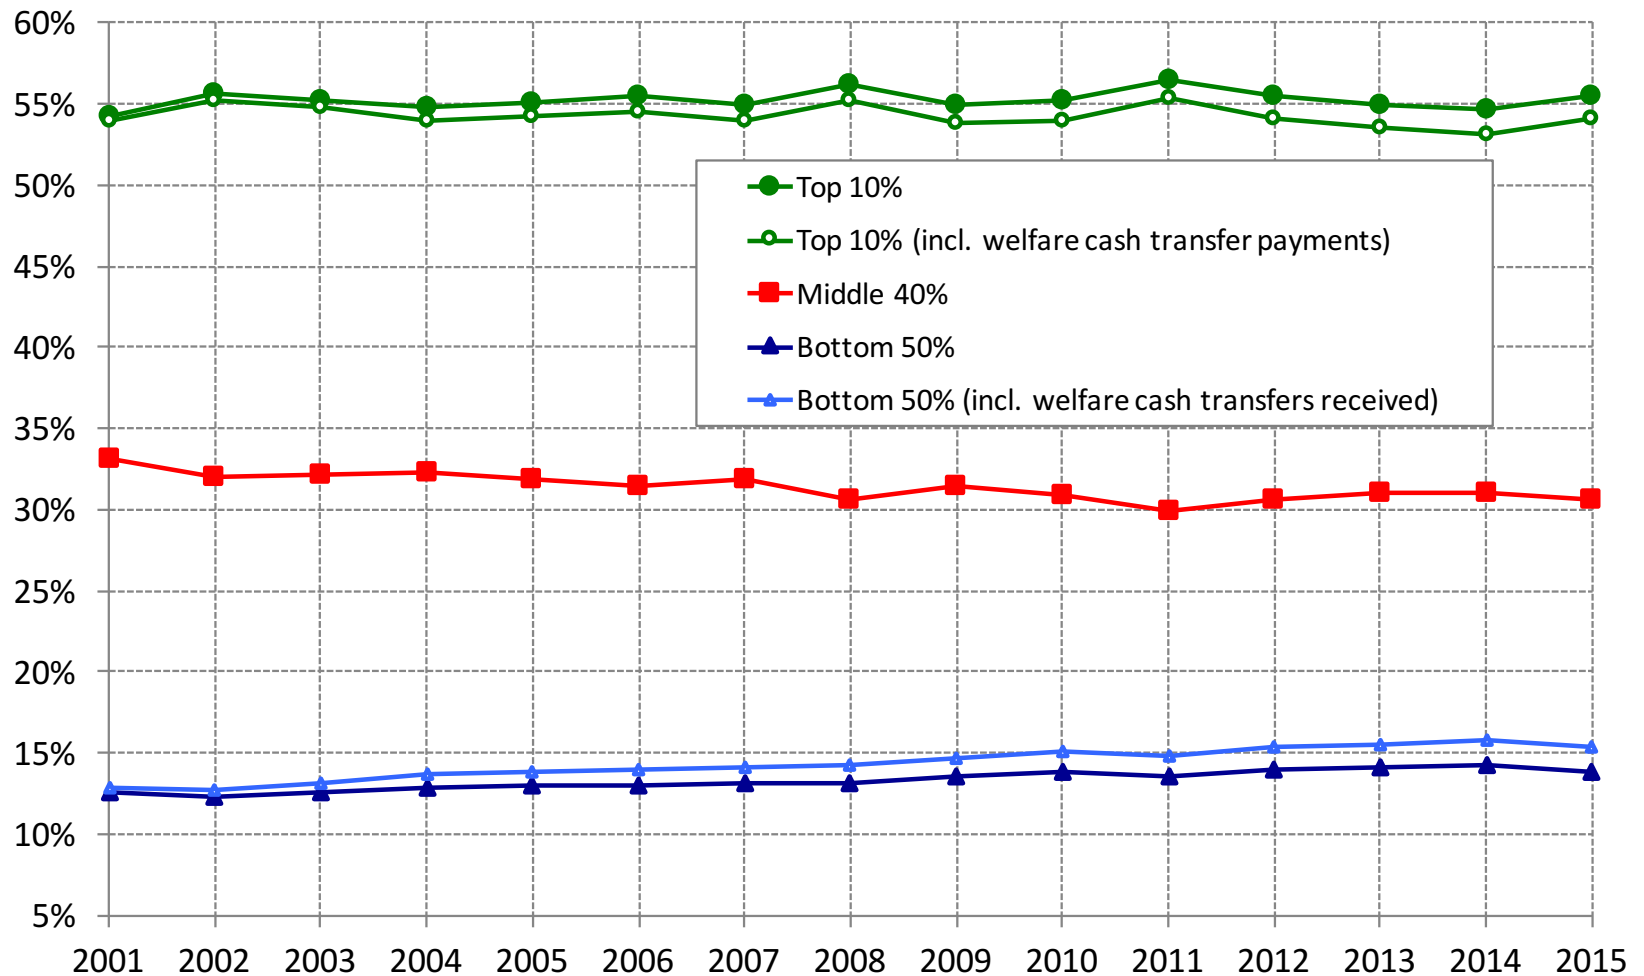 60%
55%
50%
45%
40%
35%
30%
25%
20%
15%
10%
5%
Top 10%
Top 10% (incl. welfare cash transfer payments)
Middle 40%
Bottom 50%
Bottom 50% (incl. welfare cash transfers received)
2001 2002 2003 2004 2005 2006 2007 2008 2009 2010 2011 2012 2013 2014 2015